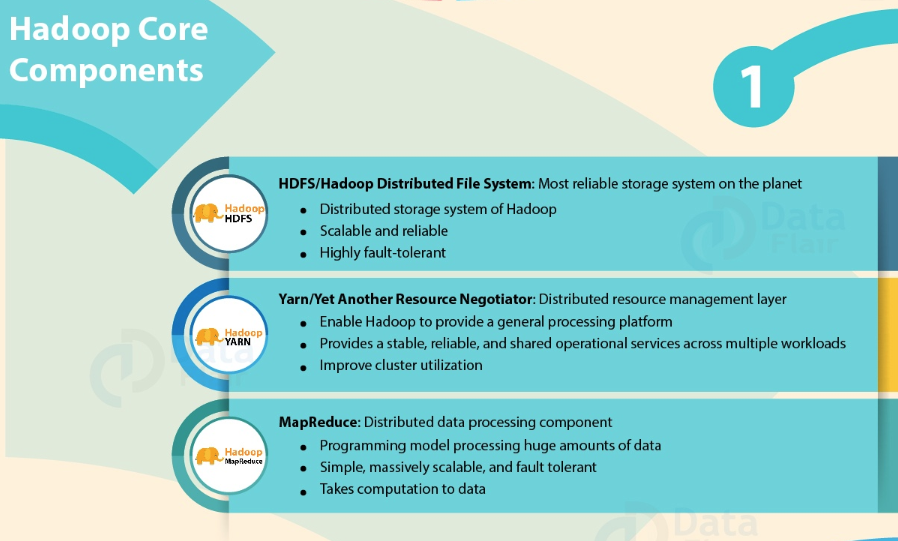 Hadoop Core
Components
1
Hadoop
HDFS
HDFS/Hadoop Distributed File System: Most reliable storage system on the planet
• Distributed storage system of Hadoop
• Scalable and reliable
• Highly fault-tolerant
Data
Flair
Hadoop
YARN
Yarn/Yet Another Resource Negotiator: Distributed resource management layer
• Enable Hadoop to provide a general processing platform
• Provides a stable, reliable, and shared operational services across multiple workloads
• Improve cluster utilization
Data
Hadoop
MapReduce
MapReduce: Distributed data processing component
• Programming model processing huge amounts of data
• Simple, massively scalable, and fault tolerant
• Takes computation to data
Data